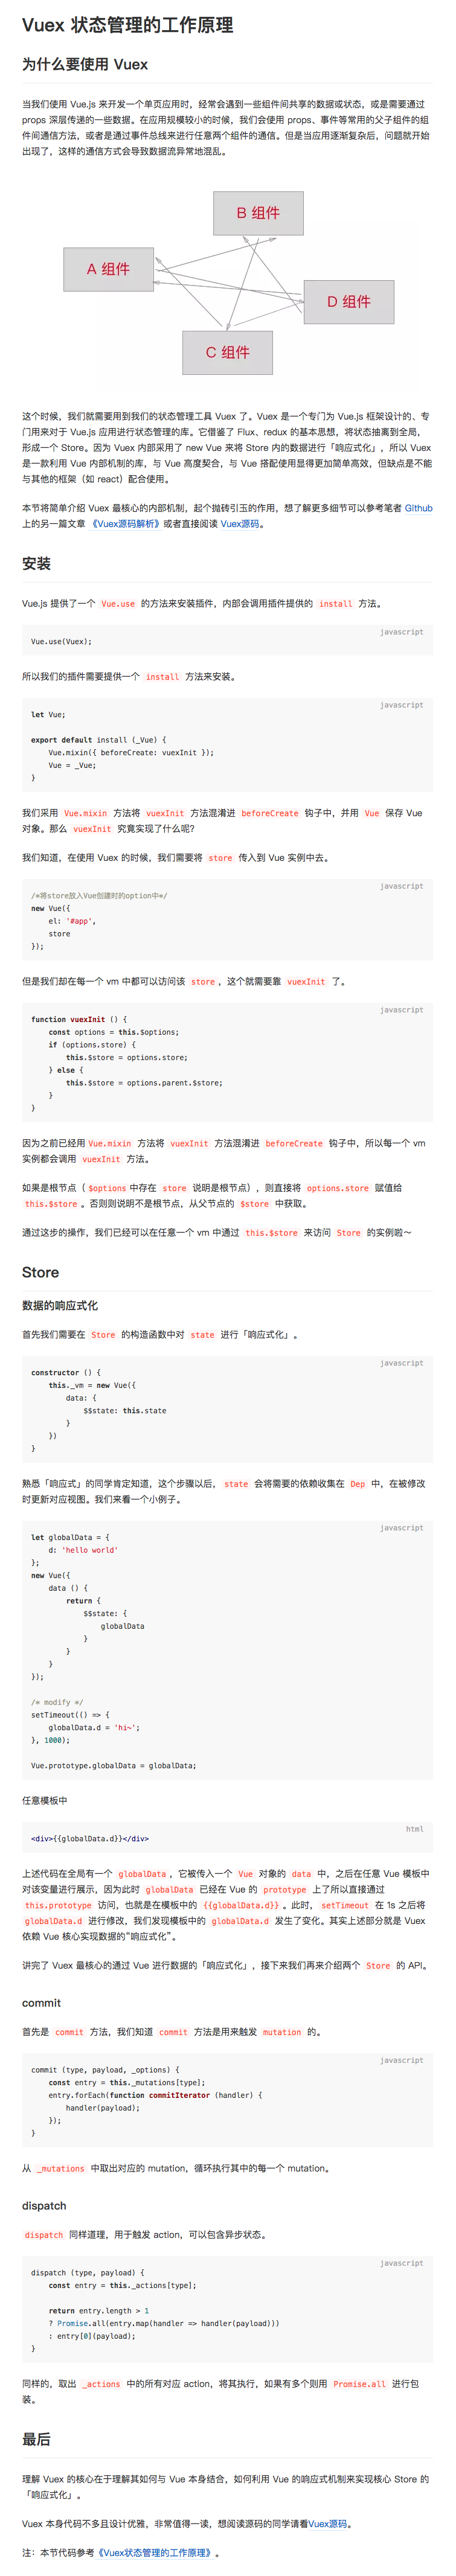 Vuex 状态管理的工作原理
为什么要使用 Vuex
当我们使用 Vue.js 来开发一个单页应用时，经常会遇到一些组件间共享的数据或状态，或是需要通过
props 深层传递的一些数据。在应用规模较小的时候，我们会使用 props、事件等常用的父子组件的组
件间通信方法，或者是通过事件总线来进行任意两个组件的通信。但是当应用逐渐复杂后，问题就开始
出现了，这样的通信方式会导致数据流异常地混乱。
B 组件
A 组件
D 组件
C 组件
这个时候，我们就需要用到我们的状态管理工具 Vuex 了。Vuex 是一个专门为 Vue.js 框架设计的、专
门用来对于 Vue.js 应用进行状态管理的库。它借鉴了 Flux、redux 的基本思想，将状态抽离到全局，
形成一个 Store。因为 Vuex 内部采用了 new Vue 来将 Store 内的数据进行「响应式化」，所以 Vuex
是一款利用 Vue 内部机制的库，与 Vue 高度契合，与 Vue 搭配使用显得更加简单高效，但缺点是不能
与其他的框架（如 react）配合使用。
本节将简单介绍 Vuex 最核心的内部机制，起个抛砖引玉的作用，想了解更多细节可以参考笔者 Github
上的另一篇文章 《Vuex源码解析》或者直接阅读 Vuex源码。
安装
Vue.js 提供了一个 Vue.use 的方法来安装插件，内部会调用插件提供的 install 方法。
javascript
Vue.use(Vuex);
所以我们的插件需要提供一个 install 方法来安装。
javascript
let Vue;
export default install (_Vue) {
    Vue.mixin({ beforeCreate: vuexInit });
    Vue = _Vue;
}
我们采用 Vue.mixin 方法将 vuexInit 方法混淆进 beforeCreate 钩子中，并用 Vue 保存 Vue
对象。那么 vuexInit 究竟实现了什么呢？
我们知道，在使用 Vuex 的时候，我们需要将 store 传入到 Vue 实例中去。
javascript
/*将store放入Vue创建时的option中*/
new Vue({
    el: '#app',
    store
});
但是我们却在每一个 vm 中都可以访问该 store ，这个就需要靠 vuexInit 了。
javascript
function vuexInit () {
    const options = this.$options;
    if (options.store) {
        this.$store = options.store;
    } else {
        this.$store = options.parent.$store;
    }
}
因为之前已经用 Vue.mixin 方法将 vuexInit 方法混淆进 beforeCreate 钩子中，所以每一个 vm
实例都会调用 vuexInit 方法。
如果是根节点（ $options 中存在 store 说明是根节点），则直接将 options.store 赋值给
this.$store 。否则则说明不是根节点，从父节点的 $store 中获取。
通过这步的操作，我们已经可以在任意一个 vm 中通过 this.$store 来访问 Store 的实例啦～
Store
数据的响应式化
首先我们需要在 Store 的构造函数中对 state 进行「响应式化」。
javascript
constructor () {
    this._vm = new Vue({
        data: {
            $$state: this.state
        }
    })
}
熟悉「响应式」的同学肯定知道，这个步骤以后， state 会将需要的依赖收集在 Dep 中，在被修改
时更新对应视图。我们来看一个小例子。
javascript
let globalData = {
    d: 'hello world'
};
new Vue({
    data () {
        return {
            $$state: {
                globalData
            }
        }
    }
});
/* modify */
setTimeout(() => {
    globalData.d = 'hi~';
}, 1000);
Vue.prototype.globalData = globalData;
任意模板中
html
<div>{{globalData.d}}</div>
上述代码在全局有一个 globalData ，它被传入一个 Vue 对象的 data 中，之后在任意 Vue 模板中
对该变量进行展示，因为此时 globalData 已经在 Vue 的 prototype 上了所以直接通过
this.prototype 访问，也就是在模板中的 {{globalData.d}} 。此时， setTimeout 在 1s 之后将
globalData.d 进行修改，我们发现模板中的 globalData.d 发生了变化。其实上述部分就是 Vuex
依赖 Vue 核心实现数据的“响应式化”。
讲完了 Vuex 最核心的通过 Vue 进行数据的「响应式化」，接下来我们再来介绍两个 Store 的 API。
commit
首先是 commit 方法，我们知道 commit 方法是用来触发 mutation 的。
javascript
commit (type, payload, _options) {
    const entry = this._mutations[type];
    entry.forEach(function commitIterator (handler) {
        handler(payload);
    });
}
从 _mutations 中取出对应的 mutation，循环执行其中的每一个 mutation。
dispatch
dispatch 同样道理，用于触发 action，可以包含异步状态。
javascript
dispatch (type, payload) {
    const entry = this._actions[type];
    return entry.length > 1
    ? Promise.all(entry.map(handler => handler(payload)))
    : entry[0](payload);
}
同样的，取出 _actions 中的所有对应 action，将其执行，如果有多个则用 Promise.all 进行包
装。
最后
理解 Vuex 的核心在于理解其如何与 Vue 本身结合，如何利用 Vue 的响应式机制来实现核心 Store 的
「响应式化」。
Vuex 本身代码不多且设计优雅，非常值得一读，想阅读源码的同学请看Vuex源码。
注：本节代码参考《Vuex状态管理的工作原理》。